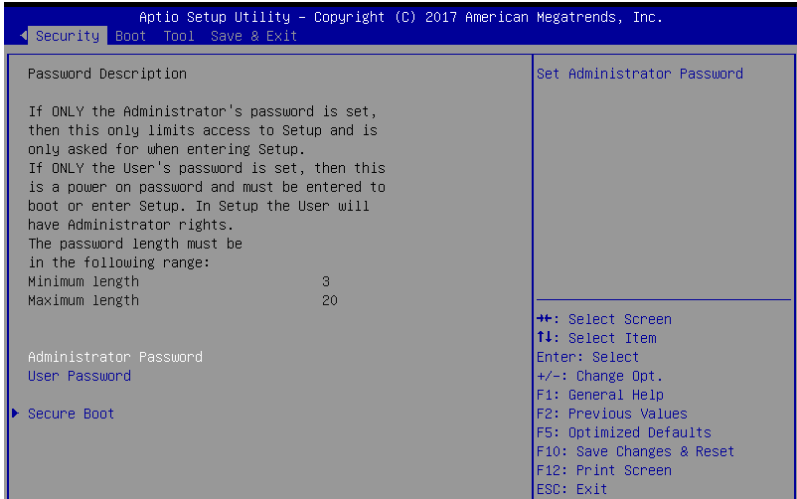 Aptio Setup Utility – Copyright (C) 2017 American Megatrends, Inc.
Security Boot Tool Save & Exit
Password Description
If ONLY the Administrator's password is set,
then this only limits access to Setup and is
only asked for when entering Setup.
If ONLY the User's password is set, then this
is a power on password and must be entered to
boot or enter Setup. In Setup the User will
have Administrator rights.
The password length must be
in the following range:
Minimum length 3
Maximum length 20
Administrator Password
User Password
Secure Boot
Set Administrator Password
→←: Select Screen
↑↓: Select Item
Enter: Select
+/-: Change Opt.
F1: General Help
F2: Previous Values
F5: Optimized Defaults
F10: Save Changes & Reset
F12: Print Screen
ESC: Exit